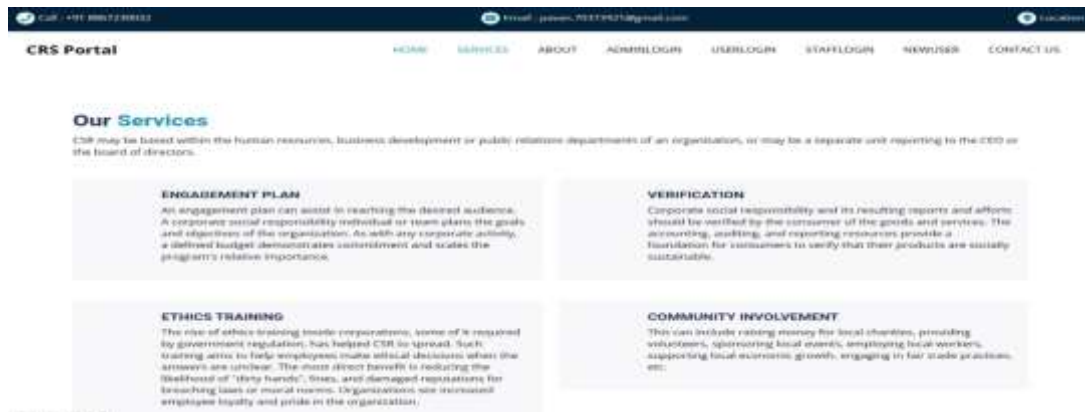 Call : +91
Email :
Location
CRS Portal
HOME SERVICES ABOUT ADMINLOGIN USERLOGIN STAFFLOGIN NEWUSER CONTACT US
Our Services
CSR may be based within the human resources, business development or public relations departments of an organisation, or may be a separate unit reporting to the CEO or
the board of directors.
ENGAGEMENT PLAN
An engagement plan can assist in reaching the desired audience.
A corporate social responsibility individual or team plans the goals
and objectives of the organisation. As with any corporate activity,
a defined budget demonstrates commitment and scales the
program's relative importance.
VERIFICATION
Corporate social responsibility and its resulting reports and efforts
should be verified by the consumer of the goods and services. The
accounting, auditing, and reporting resources provide a
foundation for consumers to verify that their products are socially
sustainable.
ETHICS TRAINING
The rise of ethics training inside corporations, some of it required
by government regulation, has helped CSR to spread. Such
training aims to help employees make ethical decisions when the
answers are unclear. The most direct benefit is reducing the
likelihood of "dirty hands", fines, and damaged reputations for
breaching laws or moral norms. Organizations see increased
employee loyalty and pride in the organization.
COMMUNITY INVOLVEMENT
This can include raising money for local charities, providing
volunteers, sponsoring local events, employing local workers,
supporting local economic growth, engaging in fair trade practices,
etc.